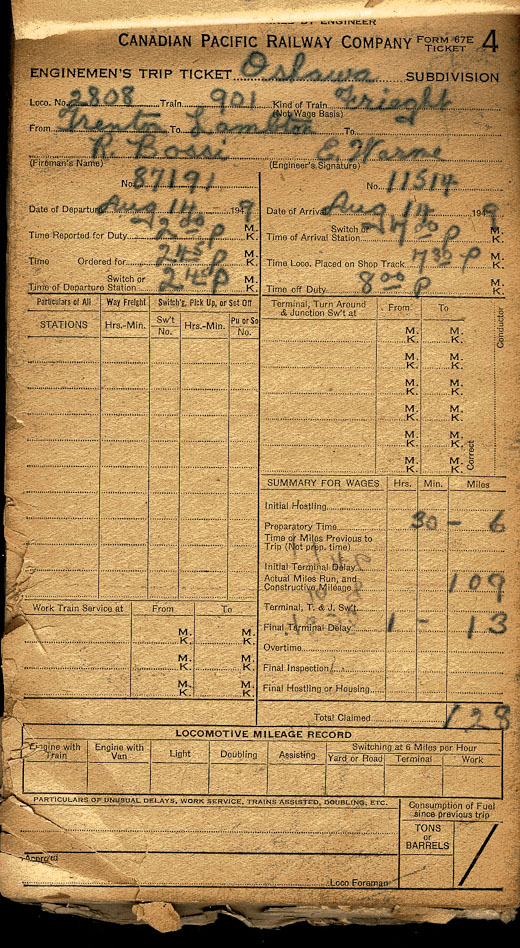 BY ENGINEER
CANADIAN PACIFIC RAILWAY COMPANY FORM 67E TICKET 4
ENGINEMEN'S TRIP TICKET Oshawa SUBDIVISION
Loco. No. 2808 Train 901 Kind of Train Frieght
(Not Wage Basis)
From Trenton To Lambton To
R. Bossi E. Warne
(Fireman's Name) (Engineer's Signature)
No. 87191 No. 11514
Date of Departure Aug 14 1949 Date of Arrival Aug 14 1949
Time Reported for Duty 2 00 P M. K. Switch or Time of Arrival Station 7 00 P M. K.
Time Ordered for 2 45 P M. K. Time Loco. Placed on Shop Track 7 30 P M. K.
Switch or Time of Departure Station 2 45 P M. K. Time off Duty 8 00 P M. K.
Particulars of All Way Freight Switch'g, Pick Up, or Set Off Terminal, Turn Around & Junction Sw't at From To Conductor
STATIONS Hrs.-Min. Sw't No. Hrs.-Min. Pu or So No.
M. K. M. K.
M. K. M. K.
M. K. M. K.
M. K. M. K.
M. K. M. K.
M. K. M. K. Correct
SUMMARY FOR WAGES Hrs. Min. Miles
Initial Hostling
Preparatory Time 30 - 6
Time or Miles Previous to Trip (Not prep. time)
Initial Terminal Delay
Actual Miles Run, and Constructive Mileage 109
Work Train Service at From To
Terminal, T. & J. Sw't.
Final Terminal Delay 1 - 13
M. K. M. K.
Overtime
M. K. M. K.
Final Inspection
M. K. M. K.
Final Hostling or Housing
Total Claimed 128
LOCOMOTIVE MILEAGE RECORD
Engine with Train Engine with Van Light Doubling Assisting Switching at 6 Miles per Hour
Yard or Road Terminal Work
PARTICULARS OF UNUSUAL DELAYS, WORK SERVICE, TRAINS ASSISTED, DOUBLING, ETC. Consumption of Fuel since previous trip
TONS or BARRELS
Approv'd
Loco Foreman